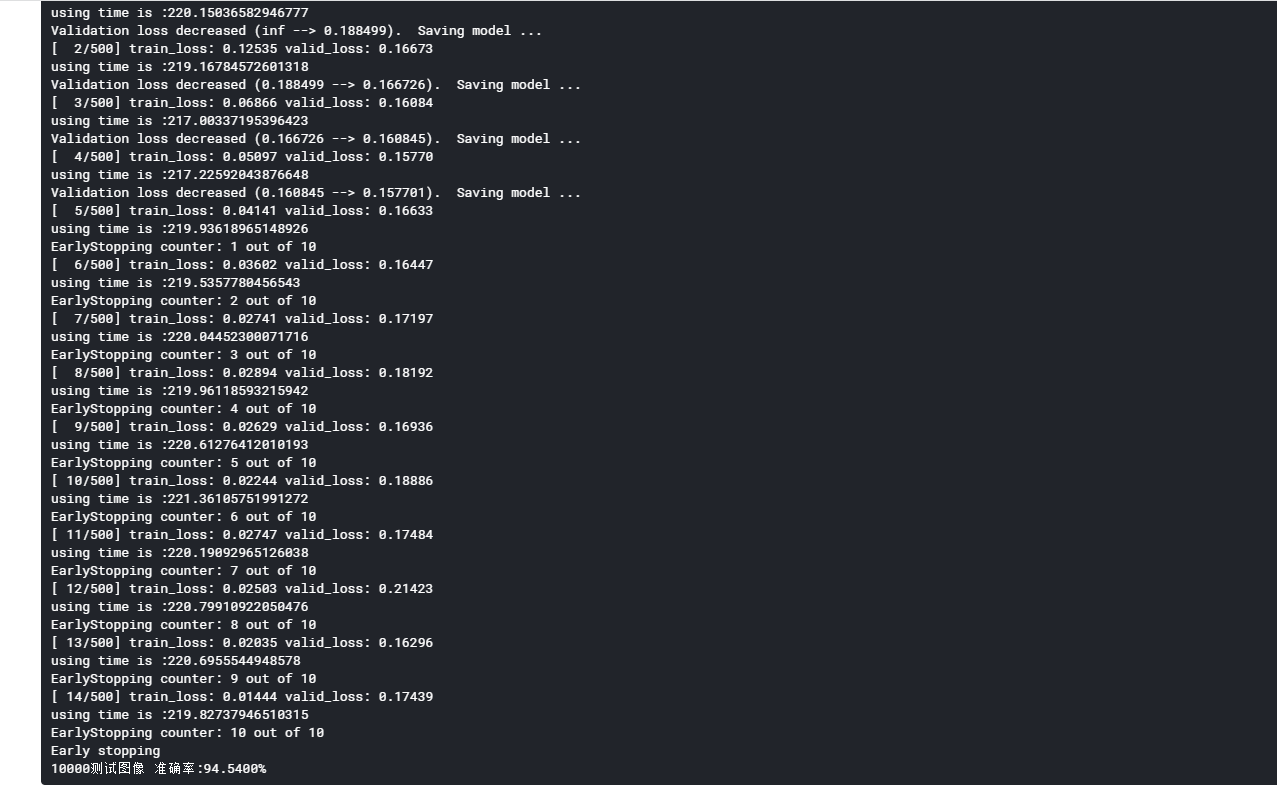 using time is :220.15036582946777
Validation loss decreased (inf --> 0.188499).  Saving model ...
[  2/500] train_loss: 0.12535 valid_loss: 0.16673
using time is :219.16784572601318
Validation loss decreased (0.188499 --> 0.166726).  Saving model ...
[  3/500] train_loss: 0.06866 valid_loss: 0.16084
using time is :217.00337195396423
Validation loss decreased (0.166726 --> 0.160845).  Saving model ...
[  4/500] train_loss: 0.05097 valid_loss: 0.15770
using time is :217.22592043876648
Validation loss decreased (0.160845 --> 0.157701).  Saving model ...
[  5/500] train_loss: 0.04141 valid_loss: 0.16633
using time is :219.93618965148926
EarlyStopping counter: 1 out of 10
[  6/500] train_loss: 0.03602 valid_loss: 0.16447
using time is :219.5357780456543
EarlyStopping counter: 2 out of 10
[  7/500] train_loss: 0.02741 valid_loss: 0.17197
using time is :220.04452300071716
EarlyStopping counter: 3 out of 10
[  8/500] train_loss: 0.02894 valid_loss: 0.18192
using time is :219.96118593215942
EarlyStopping counter: 4 out of 10
[  9/500] train_loss: 0.02629 valid_loss: 0.16936
using time is :220.61276412010193
EarlyStopping counter: 5 out of 10
[ 10/500] train_loss: 0.02244 valid_loss: 0.18886
using time is :221.36105751991272
EarlyStopping counter: 6 out of 10
[ 11/500] train_loss: 0.02747 valid_loss: 0.17484
using time is :220.19092965126038
EarlyStopping counter: 7 out of 10
[ 12/500] train_loss: 0.02503 valid_loss: 0.21423
using time is :220.79910922050476
EarlyStopping counter: 8 out of 10
[ 13/500] train_loss: 0.02035 valid_loss: 0.16296
using time is :220.6955544948578
EarlyStopping counter: 9 out of 10
[ 14/500] train_loss: 0.01444 valid_loss: 0.17439
using time is :219.82737946510315
EarlyStopping counter: 10 out of 10
Early stopping
10000测试图像 准确率:94.5400%